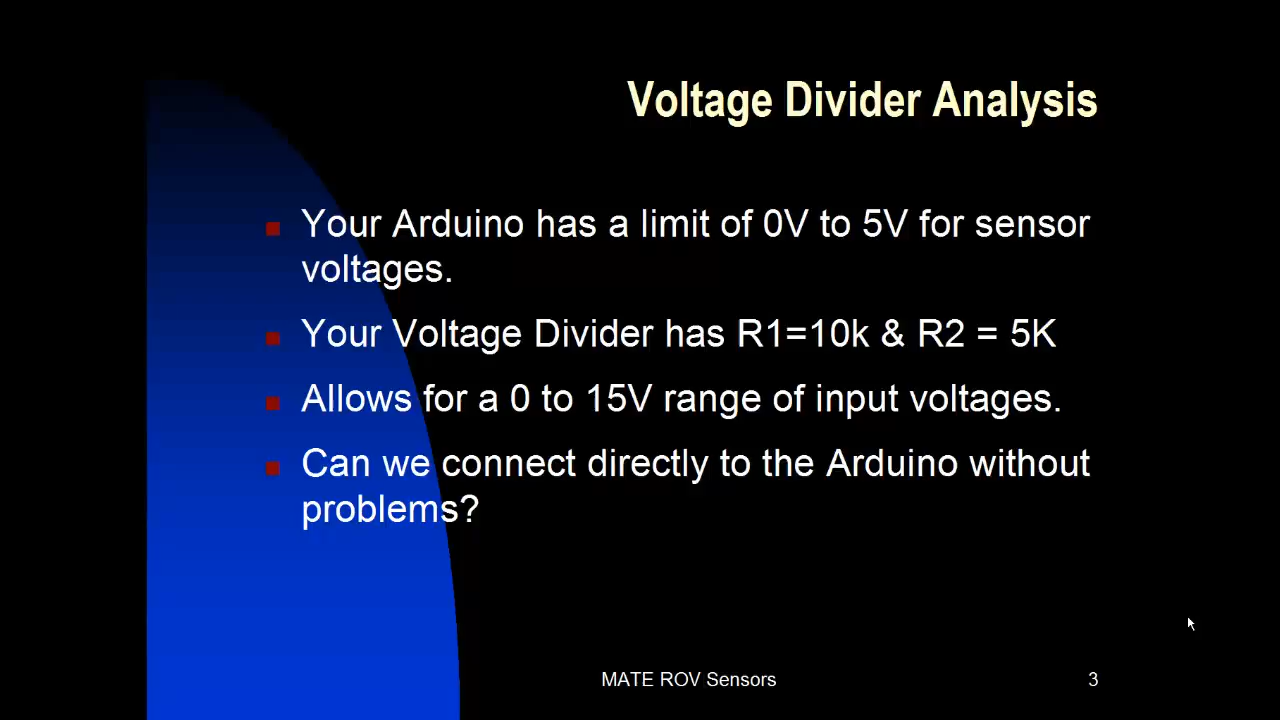 Voltage Divider Analysis
Your Arduino has a limit of 0V to 5V for sensor
voltages.
Your Voltage Divider has R1=10k & R2 = 5K
Allows for a 0 to 15V range of input voltages.
Can we connect directly to the Arduino without
problems?
MATE ROV Sensors
3